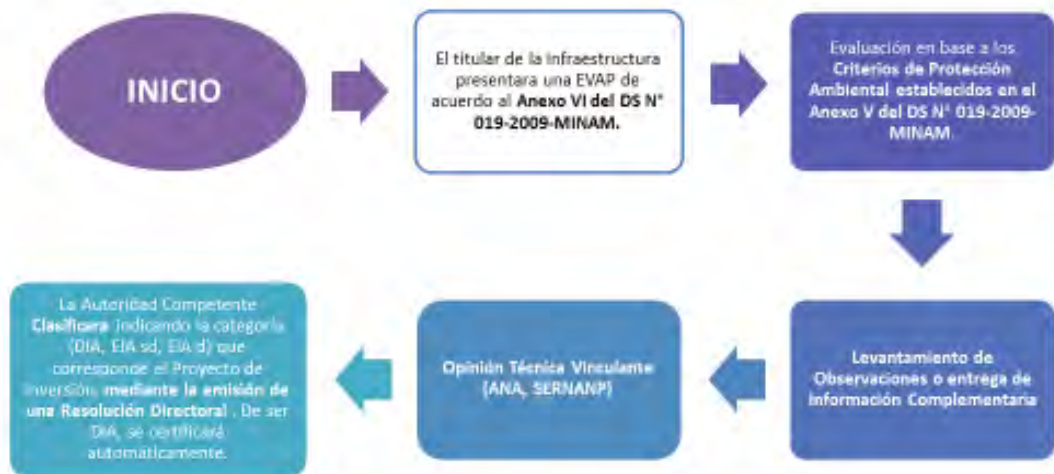 INICIO
El titular de la Infraestructura
presentara una EVAP de
acuerdo al Anexo VI del DS N°
019-2009-MINAM.
Evaluación en base a los
Criterios de Protección
Ambiental establecidos en el
Anexo V del DS N° 019-2009-
MINAM.
Levantamiento de
Observaciones o entrega de
Información Complementaria
Opinión Técnica Vinculante
(ANA, SERNANP)
La Autoridad Competente
Clasificara indicando la categoría
(DIA, EIA sd, EIA d) que
corresponde el Proyecto de
Inversión, mediante la emisión de
una Resolución Directoral . De ser
DIA, se certificará
automáticamente.